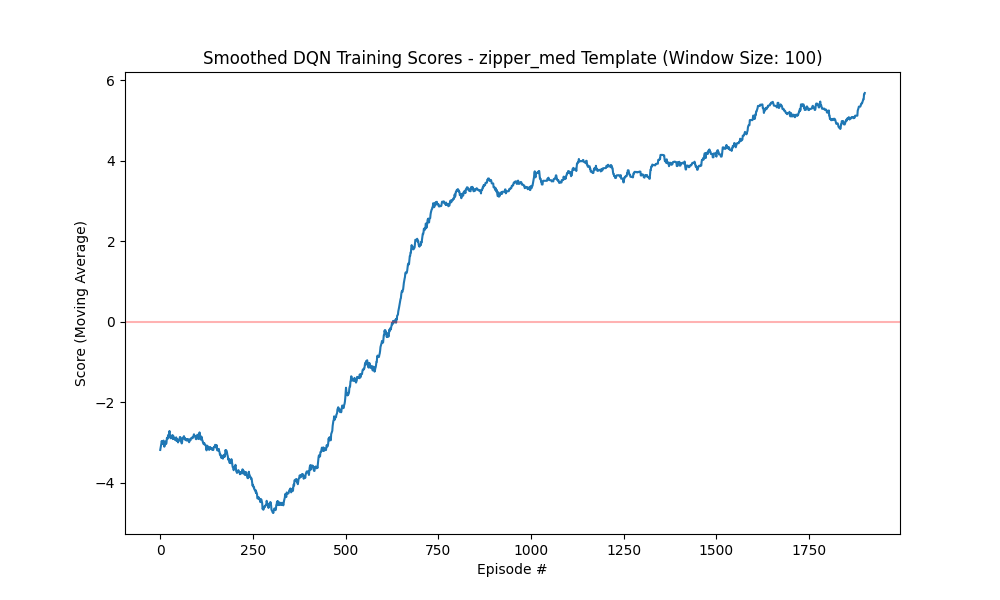 Smoothed DQN Training Scores - zipper_med Template (Window Size: 100)
6
4
2
0
−2
−4
Score (Moving Average)
0 250 500 750 1000 1250 1500 1750
Episode #